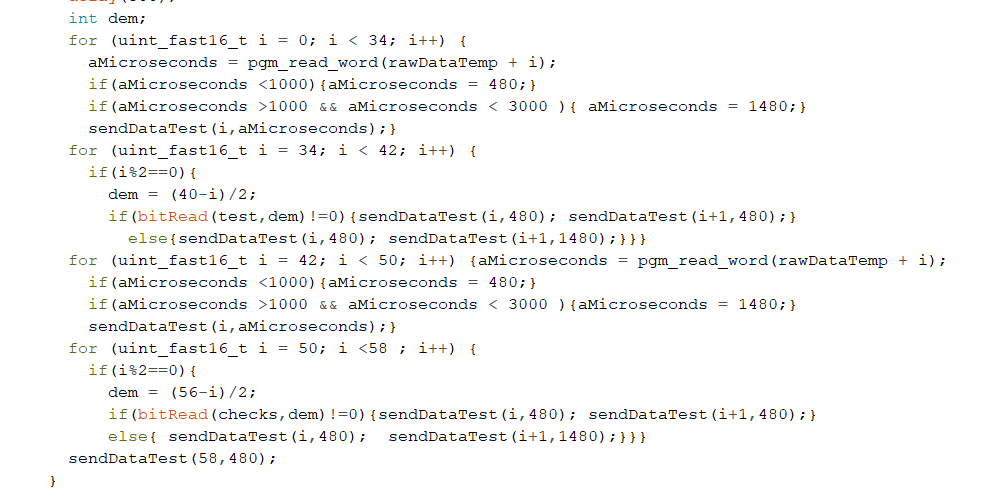 int dem;
for (uint_fast16_t i = 0; i < 34; i++) {
aMicroseconds = pgm_read_word(rawDataTemp + i);
if(aMicroseconds <1000){aMicroseconds = 480;}
if(aMicroseconds >1000 && aMicroseconds < 3000 ){ aMicroseconds = 1480;}
sendDataTest(i,aMicroseconds);}
for (uint_fast16_t i = 34; i < 42; i++) {
if(i%2==0){
dem = (40-i)/2;
if(bitRead(test,dem)!=0){sendDataTest(i,480); sendDataTest(i+1,480);}
else{sendDataTest(i,480); sendDataTest(i+1,1480);}}}
for (uint_fast16_t i = 42; i < 50; i++) {aMicroseconds = pgm_read_word(rawDataTemp + i);
if(aMicroseconds <1000){aMicroseconds = 480;}
if(aMicroseconds >1000 && aMicroseconds < 3000 ){aMicroseconds = 1480;}
sendDataTest(i,aMicroseconds);}
for (uint_fast16_t i = 50; i <58 ; i++) {
if(i%2==0){
dem = (56-i)/2;
if(bitRead(checks,dem)!=0){sendDataTest(i,480); sendDataTest(i+1,480);}
else{ sendDataTest(i,480);  sendDataTest(i+1,1480);}}}
sendDataTest(58,480);
}